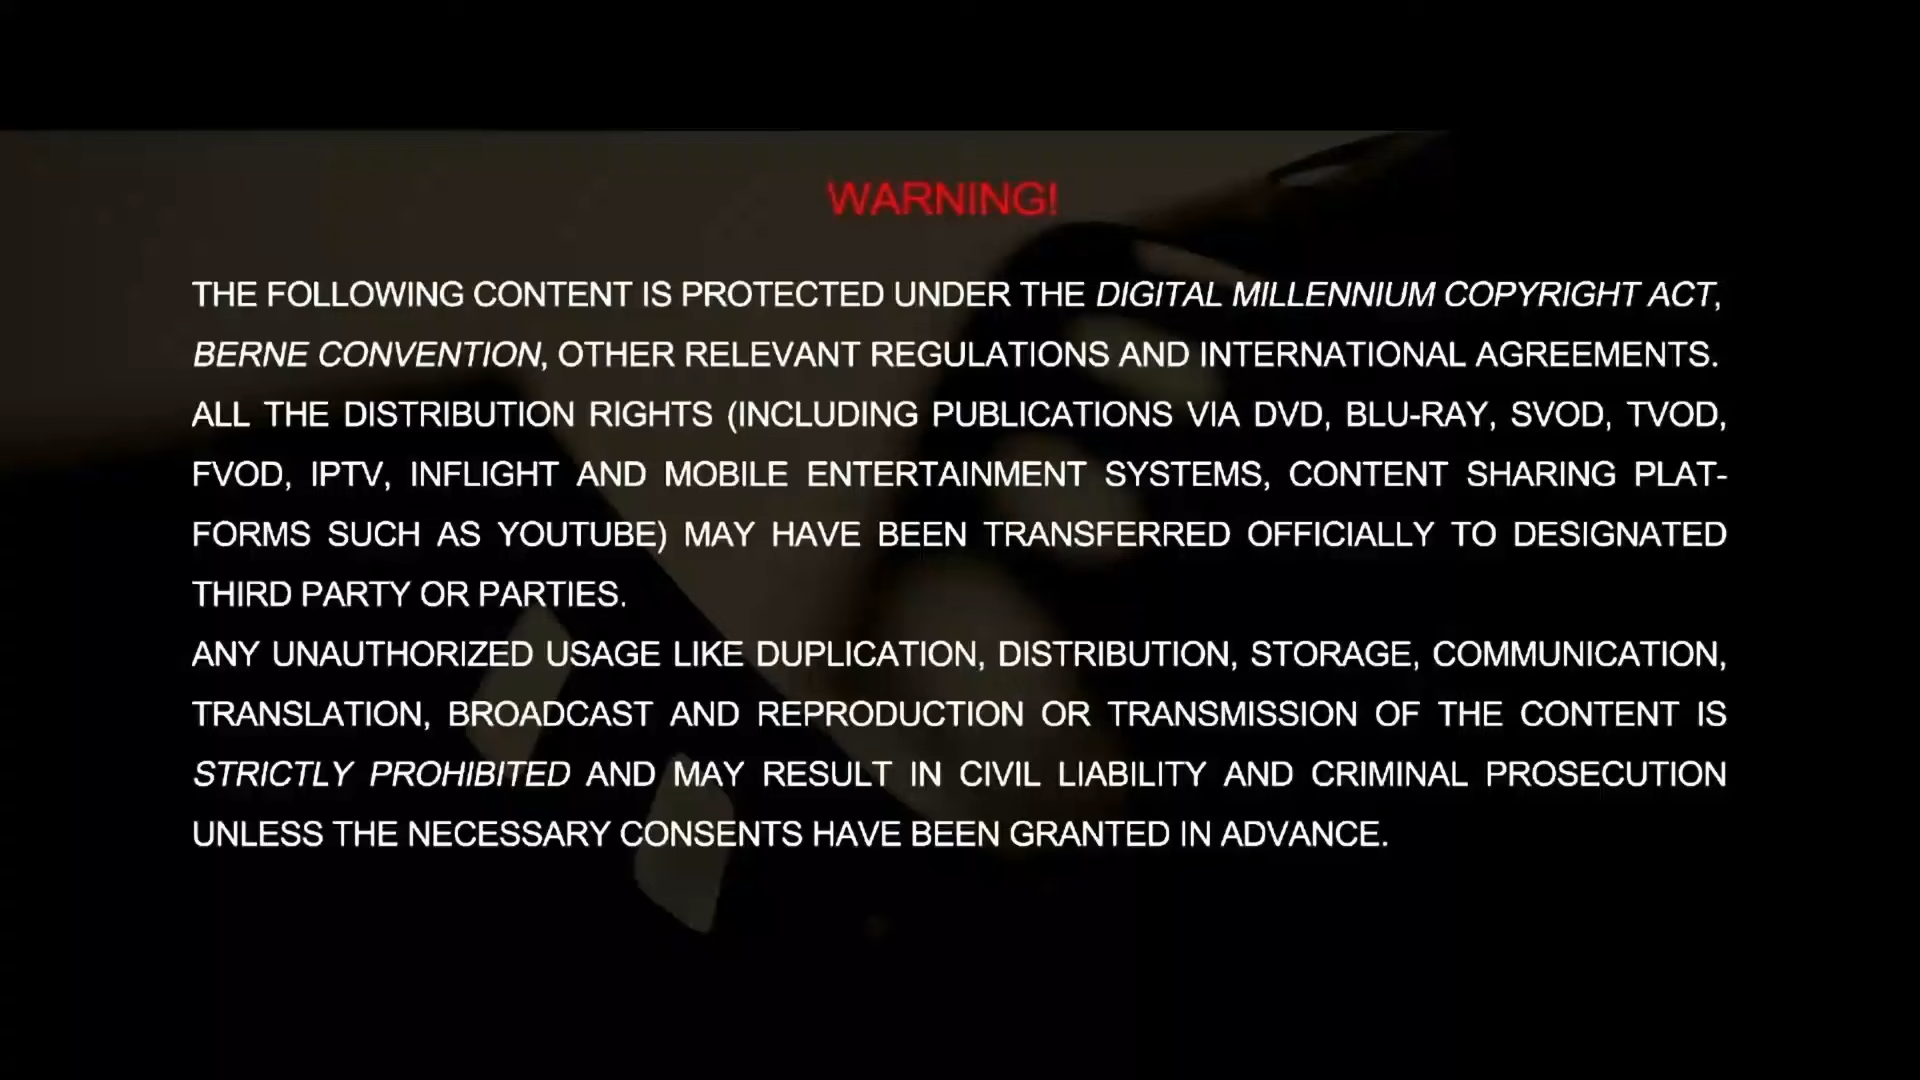 WARNING!
THE FOLLOWING CONTENT IS PROTECTED UNDER THE DIGITAL MILLENNIUM COPYRIGHT ACT,
BERNE CONVENTION, OTHER RELEVANT REGULATIONS AND INTERNATIONAL AGREEMENTS.
ALL THE DISTRIBUTION RIGHTS (INCLUDING PUBLICATIONS VIA DVD, BLU-RAY, SVOD, TVOD,
FVOD, IPTV, INFLIGHT AND MOBILE ENTERTAINMENT SYSTEMS, CONTENT SHARING PLAT-
FORMS SUCH AS YOUTUBE) MAY HAVE BEEN TRANSFERRED OFFICIALLY TO DESIGNATED
THIRD PARTY OR PARTIES.
ANY UNAUTHORIZED USAGE LIKE DUPLICATION, DISTRIBUTION, STORAGE, COMMUNICATION,
TRANSLATION, BROADCAST AND REPRODUCTION OR TRANSMISSION OF THE CONTENT IS
STRICTLY PROHIBITED AND MAY RESULT IN CIVIL LIABILITY AND CRIMINAL PROSECUTION
UNLESS THE NECESSARY CONSENTS HAVE BEEN GRANTED IN ADVANCE.